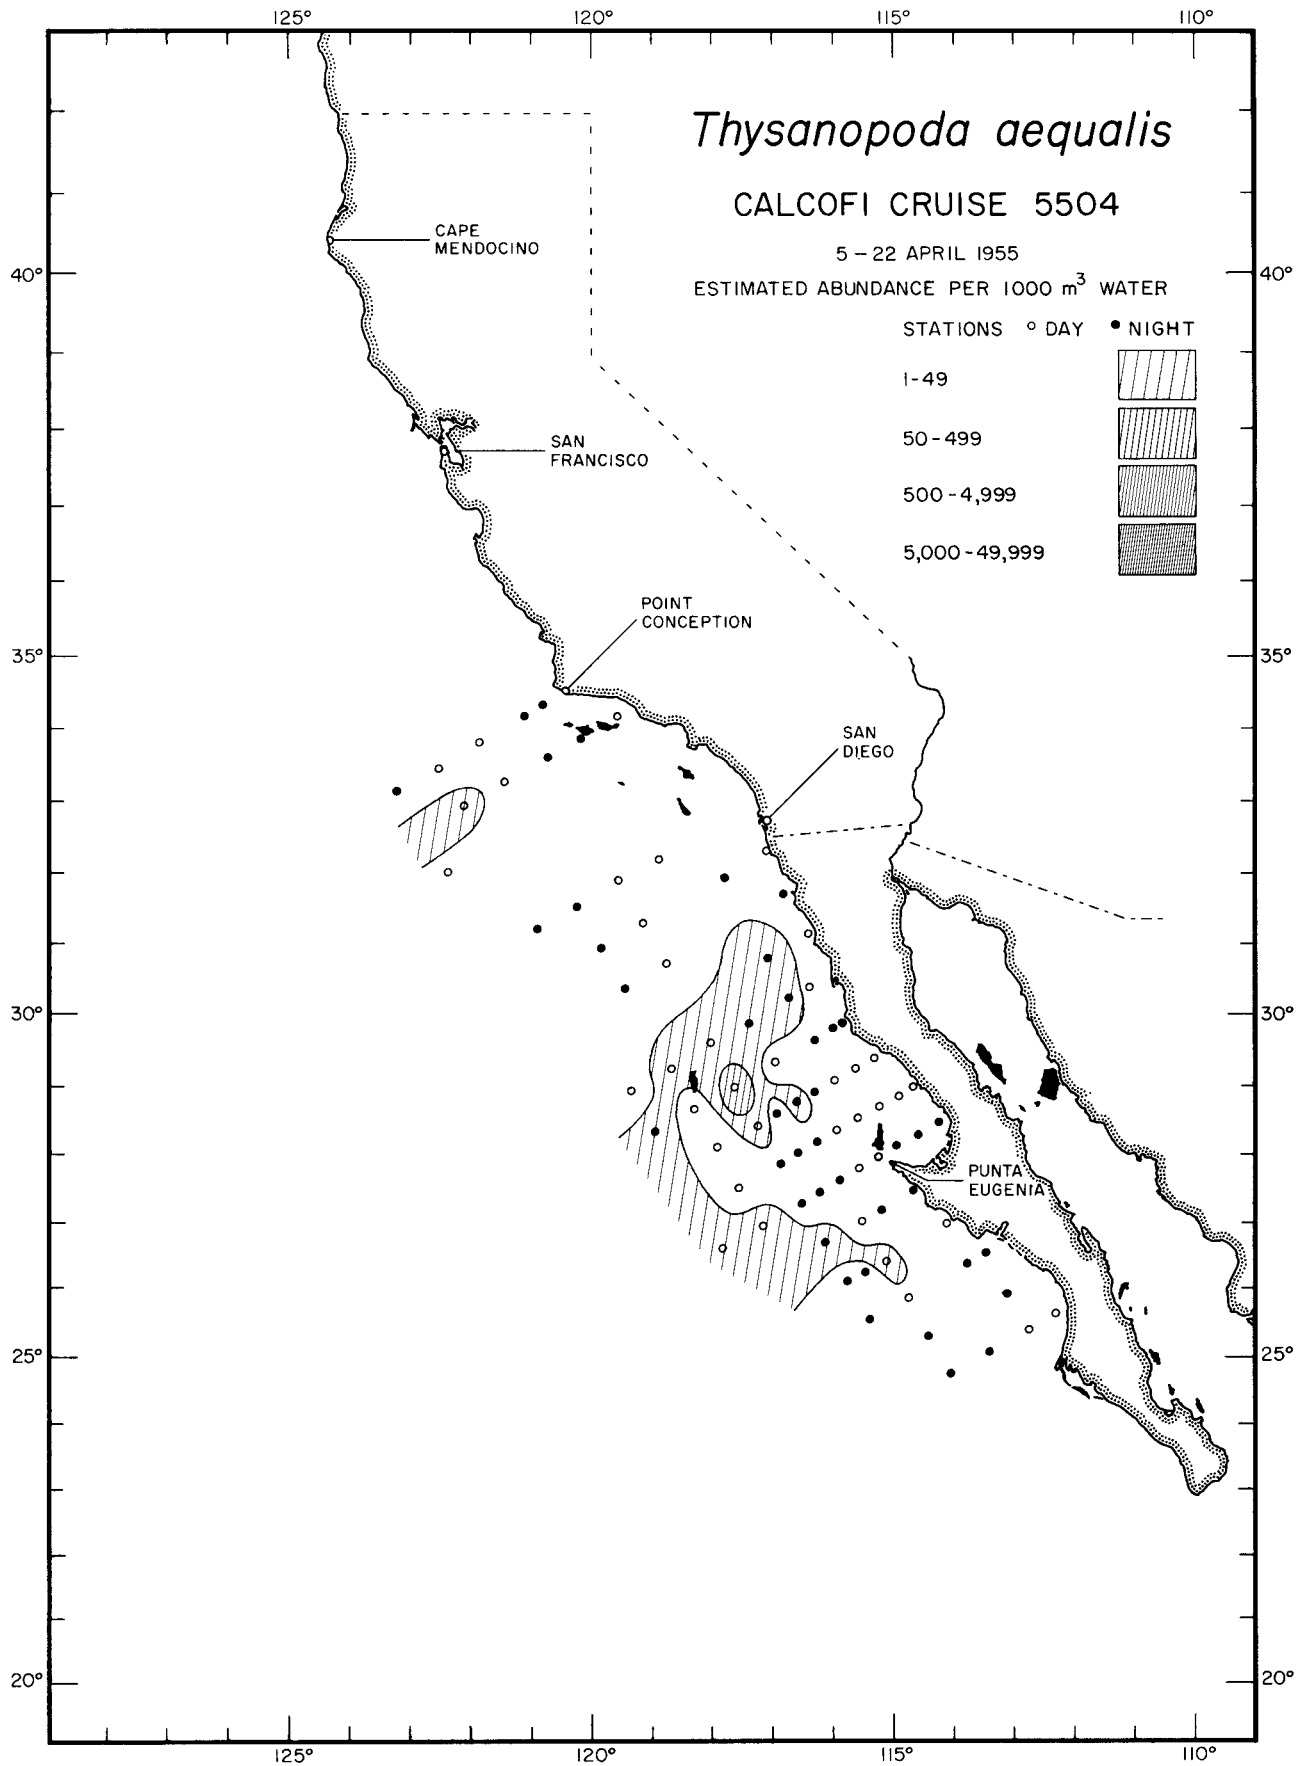 125° 120° 115° 110°
Thysanopoda aequalis
CALCOFI CRUISE 5504
5-22 APRIL 1955
ESTIMATED ABUNDANCE PER 1000 m³ WATER
STATIONS ○ DAY ● NIGHT
1-49
50-499
500-4,999
5,000-49,999
CAPE
MENDOCINO
40° 40°
SAN
FRANCISCO
POINT
CONCEPTION
35° 35°
SAN
DIEGO
30° 30°
PUNTA
EUGENIA
25° 25°
20° 20°
125° 120° 115° 110°